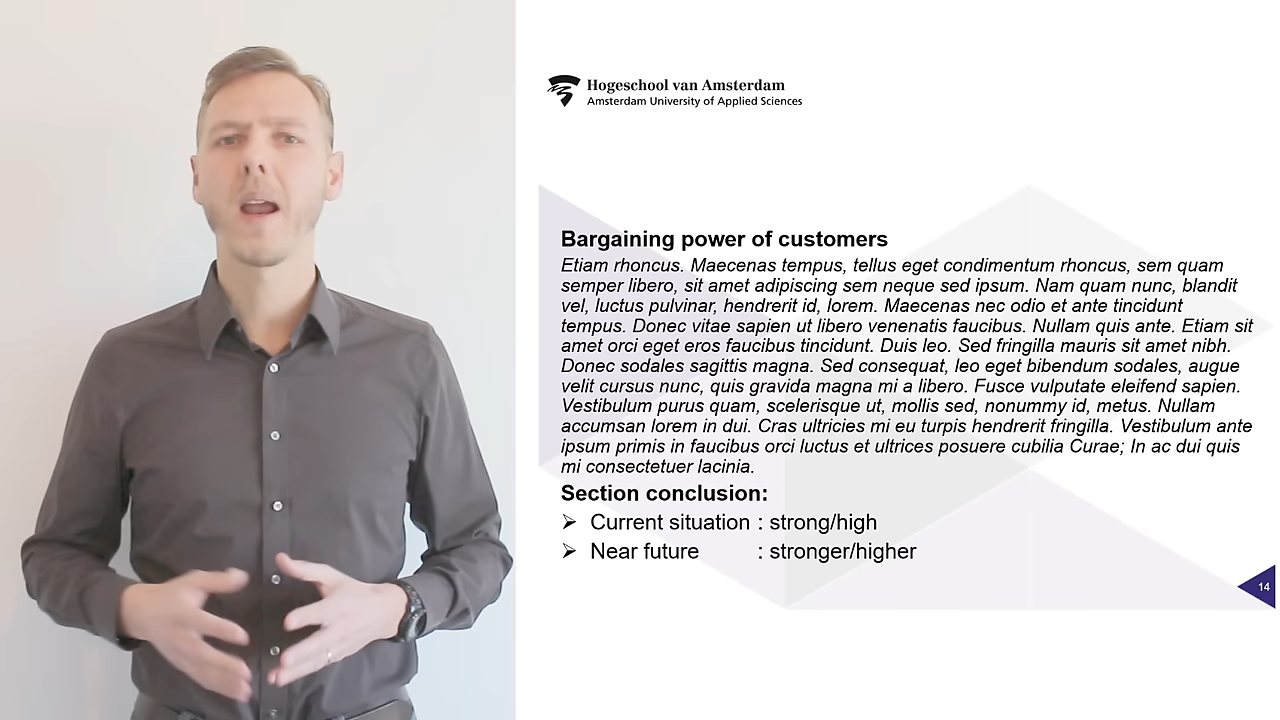 Hogeschool van Amsterdam
Amsterdam University of Applied Sciences
Bargaining power of customers
Etiam rhoncus. Maecenas tempus, tellus eget condimentum rhoncus, sem quam
semper libero, sit amet adipiscing sem neque sed ipsum. Nam quam nunc, blandit
vel, luctus pulvinar, hendrerit id, lorem. Maecenas nec odio et ante tincidunt
tempus. Donec vitae sapien ut libero venenatis faucibus. Nullam quis ante. Etiam sit
amet orci eget eros faucibus tincidunt. Duis leo. Sed fringilla mauris sit amet nibh.
Donec sodales sagittis magna. Sed consequat, leo eget bibendum sodales, augue
velit cursus nunc, quis gravida magna mi a libero. Fusce vulputate eleifend sapien.
Vestibulum purus quam, scelerisque ut, mollis sed, nonummy id, metus. Nullam
accumsan lorem in dui. Cras ultricies mi eu turpis hendrerit fringilla. Vestibulum ante
ipsum primis in faucibus orci luctus et ultrices posuere cubilia Curae; In ac dui quis
mi consectetuer lacinia.
Section conclusion:
➢ Current situation : strong/high
➢ Near future : stronger/higher
14